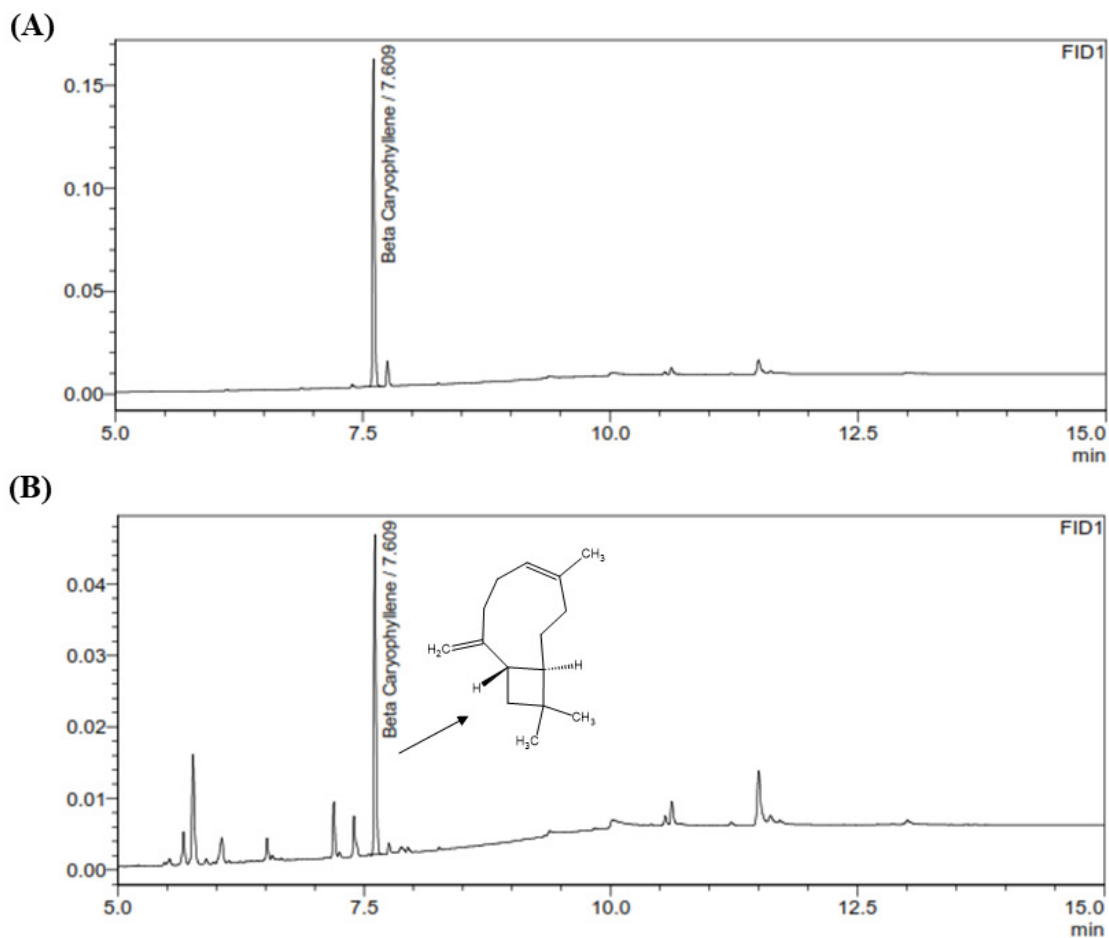 (A)
FID1
0.15
0.10
0.05
0.00
Beta Caryophyllene / 7.609
5.0 7.5 10.0 12.5 15.0
min
(B)
FID1
0.04
0.03
0.02
0.01
0.00
Beta Caryophyllene / 7.609
CH₃
H₂C
H
H
CH₃
H₃C
5.0 7.5 10.0 12.5 15.0
min